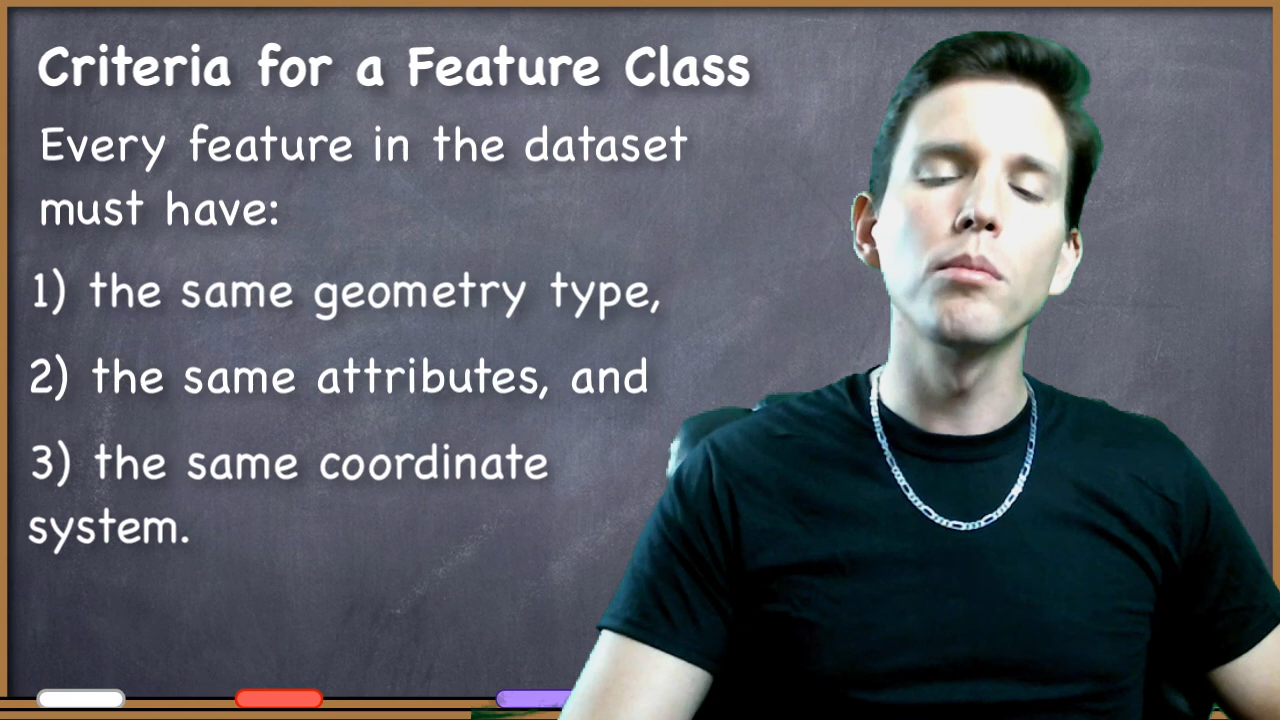 Criteria for a Feature Class
Every feature in the dataset
must have:
1) the same geometry type,
2) the same attributes, and
3) the same coordinate
system.